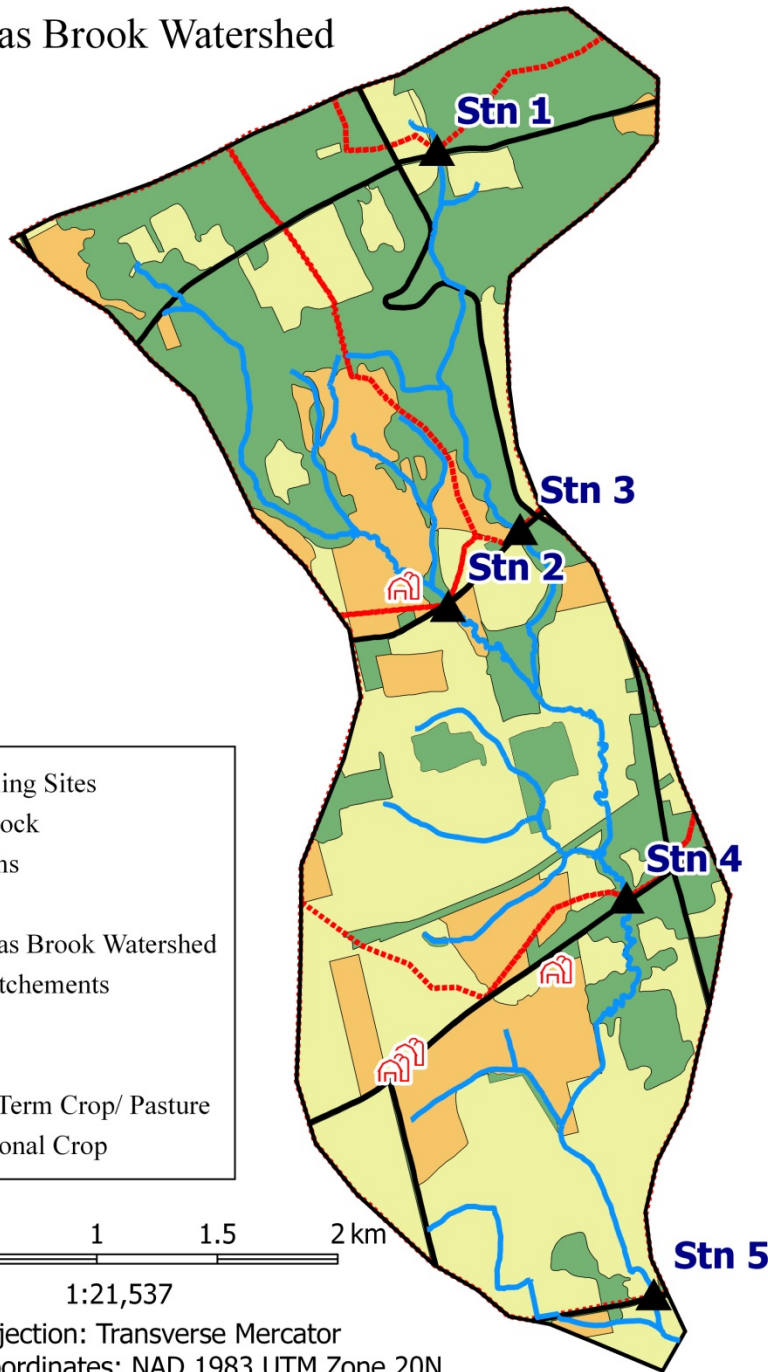 as Brook Watershed
Stn 1
Stn 3
Stn 2
Stn 4
Stn 5
ing Sites
ock
ns
as Brook Watershed
tchements
Term Crop/ Pasture
onal Crop
1 1.5 2 km
1:21,537
jection: Transverse Mercator
oordinates: NAD 1983 UTM Zone 20N